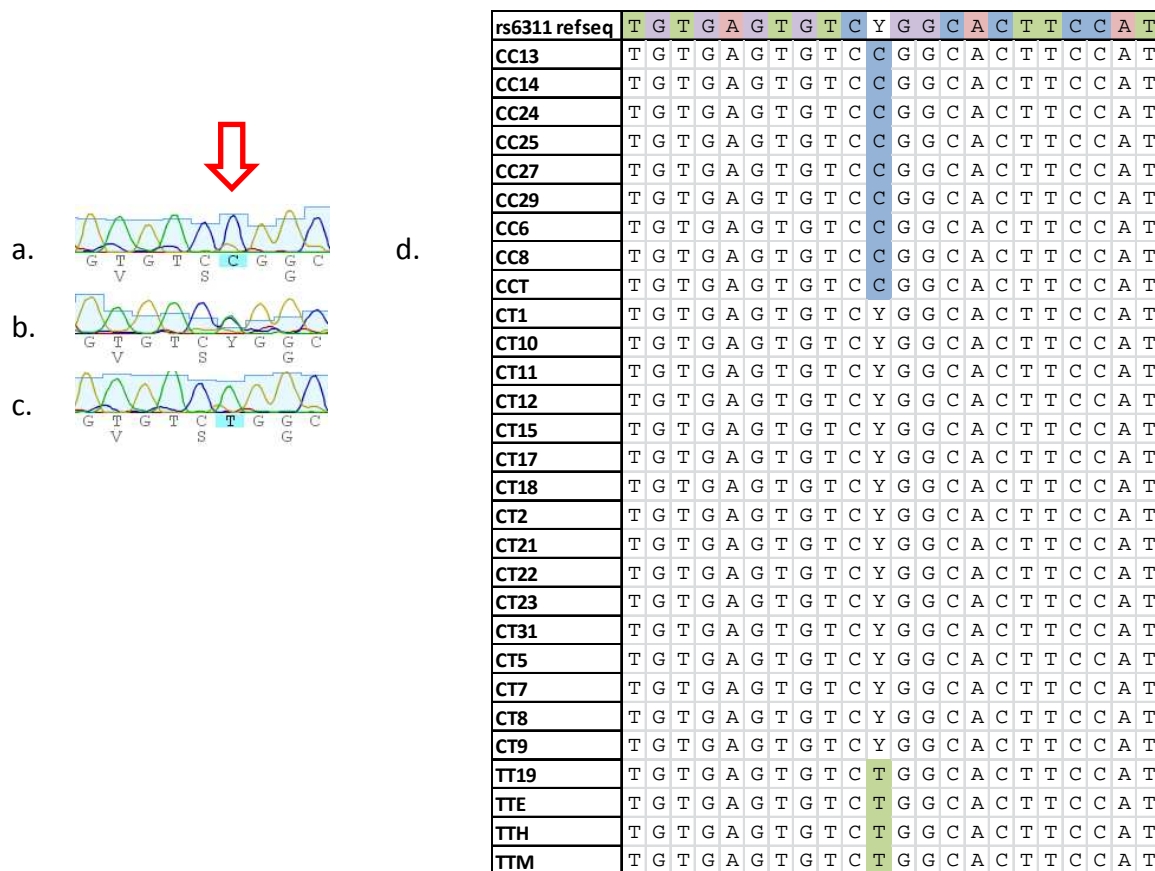 a.
G T G T C C G G C
V S G
b.
G T G T C Y G G C
V S G
c.
G T G T C T G G C
V S G
d.
rs6311 refseq T G T G A G T G T C Y G G C A C T T C C A T
CC13 T G T G A G T G T C C G G C A C T T C C A T
CC14 T G T G A G T G T C C G G C A C T T C C A T
CC24 T G T G A G T G T C C G G C A C T T C C A T
CC25 T G T G A G T G T C C G G C A C T T C C A T
CC27 T G T G A G T G T C C G G C A C T T C C A T
CC29 T G T G A G T G T C C G G C A C T T C C A T
CC6 T G T G A G T G T C C G G C A C T T C C A T
CC8 T G T G A G T G T C C G G C A C T T C C A T
CCT T G T G A G T G T C C G G C A C T T C C A T
CT1 T G T G A G T G T C Y G G C A C T T C C A T
CT10 T G T G A G T G T C Y G G C A C T T C C A T
CT11 T G T G A G T G T C Y G G C A C T T C C A T
CT12 T G T G A G T G T C Y G G C A C T T C C A T
CT15 T G T G A G T G T C Y G G C A C T T C C A T
CT17 T G T G A G T G T C Y G G C A C T T C C A T
CT18 T G T G A G T G T C Y G G C A C T T C C A T
CT2 T G T G A G T G T C Y G G C A C T T C C A T
CT21 T G T G A G T G T C Y G G C A C T T C C A T
CT22 T G T G A G T G T C Y G G C A C T T C C A T
CT23 T G T G A G T G T C Y G G C A C T T C C A T
CT31 T G T G A G T G T C Y G G C A C T T C C A T
CT5 T G T G A G T G T C Y G G C A C T T C C A T
CT7 T G T G A G T G T C Y G G C A C T T C C A T
CT8 T G T G A G T G T C Y G G C A C T T C C A T
CT9 T G T G A G T G T C Y G G C A C T T C C A T
TT19 T G T G A G T G T C T G G C A C T T C C A T
TTE T G T G A G T G T C T G G C A C T T C C A T
TTH T G T G A G T G T C T G G C A C T T C C A T
TTM T G T G A G T G T C T G G C A C T T C C A T